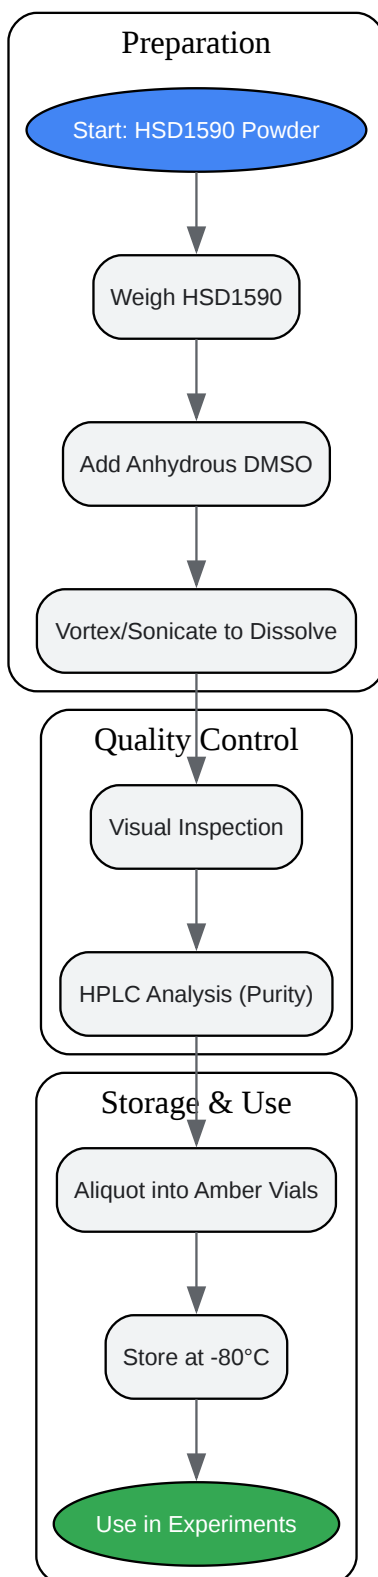 Preparation
Start: HSD1590 Powder
Weigh HSD1590
Add Anhydrous DMSO
Vortex/Sonicate to Dissolve
Quality Control
Visual Inspection
HPLC Analysis (Purity)
Storage & Use
Aliquot into Amber Vials
Store at -80°C
Use in Experiments